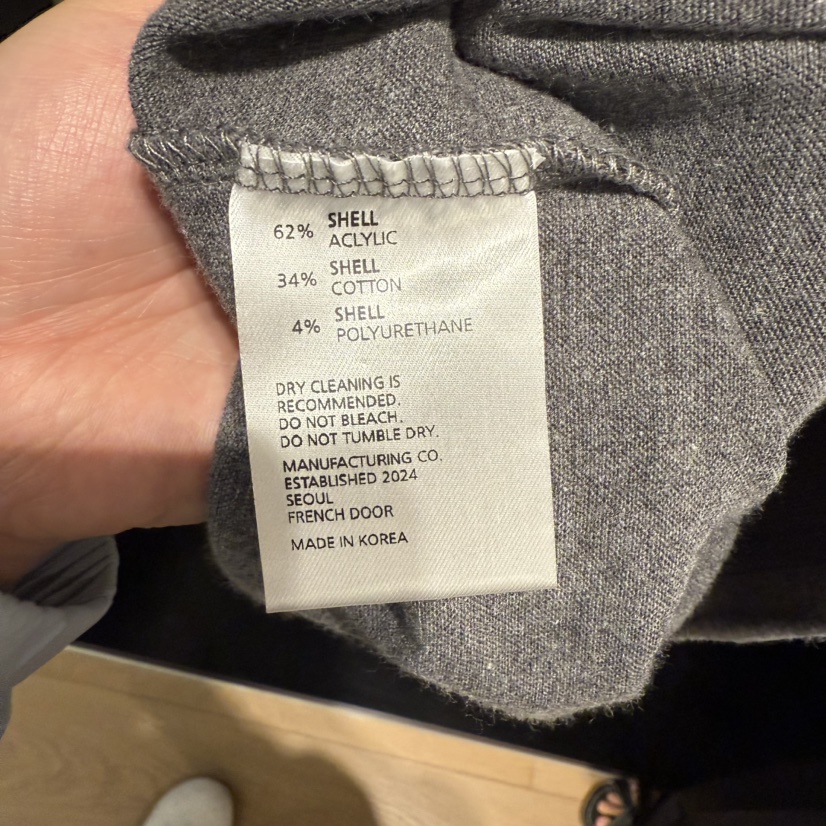 62% SHELL
ACLYLIC
34% SHELL
COTTON
4% SHELL
POLYURETHANE
DRY CLEANING IS
RECOMMENDED.
DO NOT BLEACH.
DO NOT TUMBLE DRY.
MANUFACTURING CO.
ESTABLISHED 2024
SEOUL
FRENCH DOOR
MADE IN KOREA